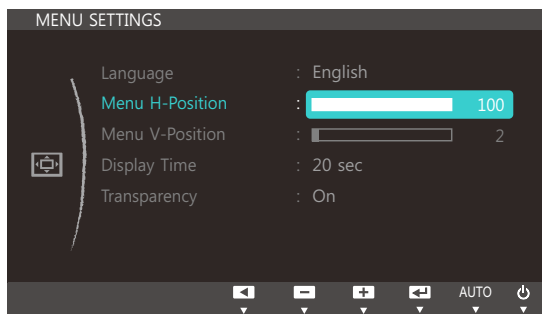 MENU SETTINGS
Language : English
Menu H-Position : 100
Menu V-Position : 2
Display Time : 20 sec
Transparency : On
AUTO